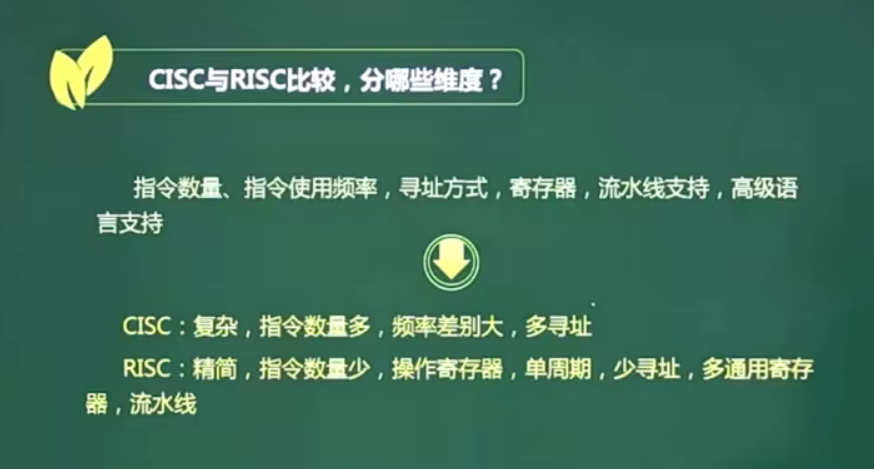 CISC与RISC比较，分哪些维度？
指令数量、指令使用频率，寻址方式，寄存器，流水线支持，高级语
言支持
CISC：复杂，指令数量多，频率差别大，多寻址
RISC：精简，指令数量少，操作寄存器，单周期，少寻址，多通用寄存
器，流水线